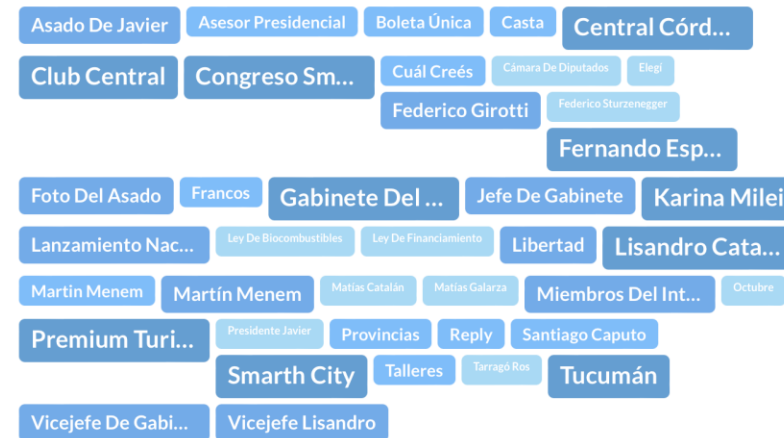 Asado De Javier Asesor Presidencial Boleta Única Casta Central Córd...
Club Central Congreso Sm... Cuál Creés Cámara De Diputados Elegí
Federico Girotti Federico Sturzenegger
Fernando Esp...
Foto Del Asado Francos Gabinete Del ... Jefe De Gabinete Karina Milei
Lanzamiento Nac... Ley De Biocombustibles Ley De Financiamiento Libertad Lisandro Cata...
Martin Menem Martín Menem Matías Catalán Matías Galarza Miembros Del Int... Octubre
Premium Turi... Presidente Javier Provincias Reply Santiago Caputo
Smarth City Talleres Tarragó Ros Tucumán
Vicejefe De Gabi... Vicejefe Lisandro